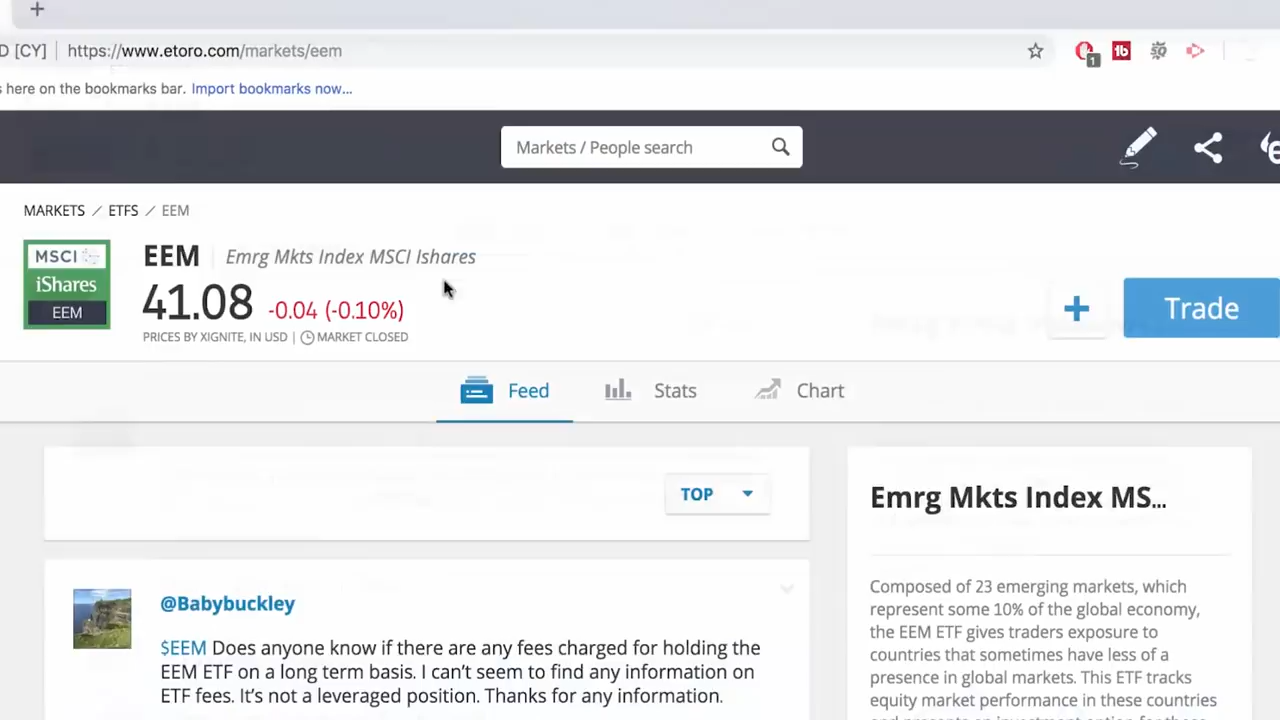 +
D [CY] https://www.etoro.com/markets/eem
1
here on the bookmarks bar. Import bookmarks now...
Markets / People search
MARKETS / ETFS / EEM
MSCI
iShares
EEM
EEM Emrg Mkts Index MSCI Ishares
41.08 -0.04 (-0.10%)
PRICES BY XIGNITE, IN USD | MARKET CLOSED
+
Trade
Feed Stats Chart
TOP
@Babybuckley
$EEM Does anyone know if there are any fees charged for holding the
EEM ETF on a long term basis. I can't seem to find any information on
ETF fees. It's not a leveraged position. Thanks for any information.
Emrg Mkts Index MS...
Composed of 23 emerging markets, which
represent some 10% of the global economy,
the EEM ETF gives traders exposure to
countries that sometimes have less of a
presence in global markets. This ETF tracks
equity market performance in these countries